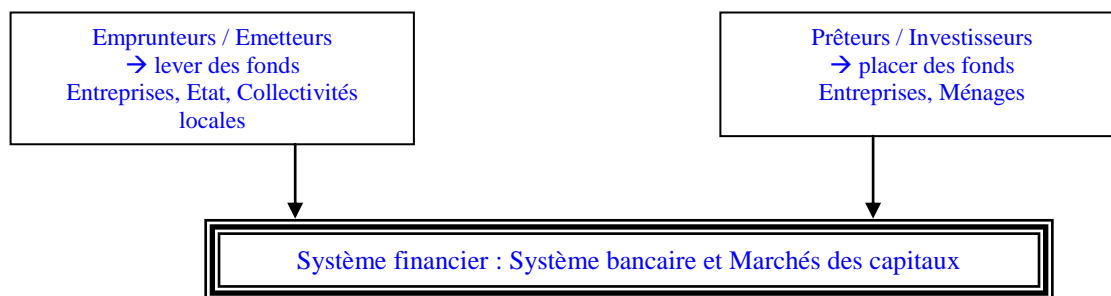 Emprunteurs / Emetteurs
→ lever des fonds
Entreprises, Etat, Collectivités
locales
Prêteurs / Investisseurs
→ placer des fonds
Entreprises, Ménages
Système financier : Système bancaire et Marchés des capitaux